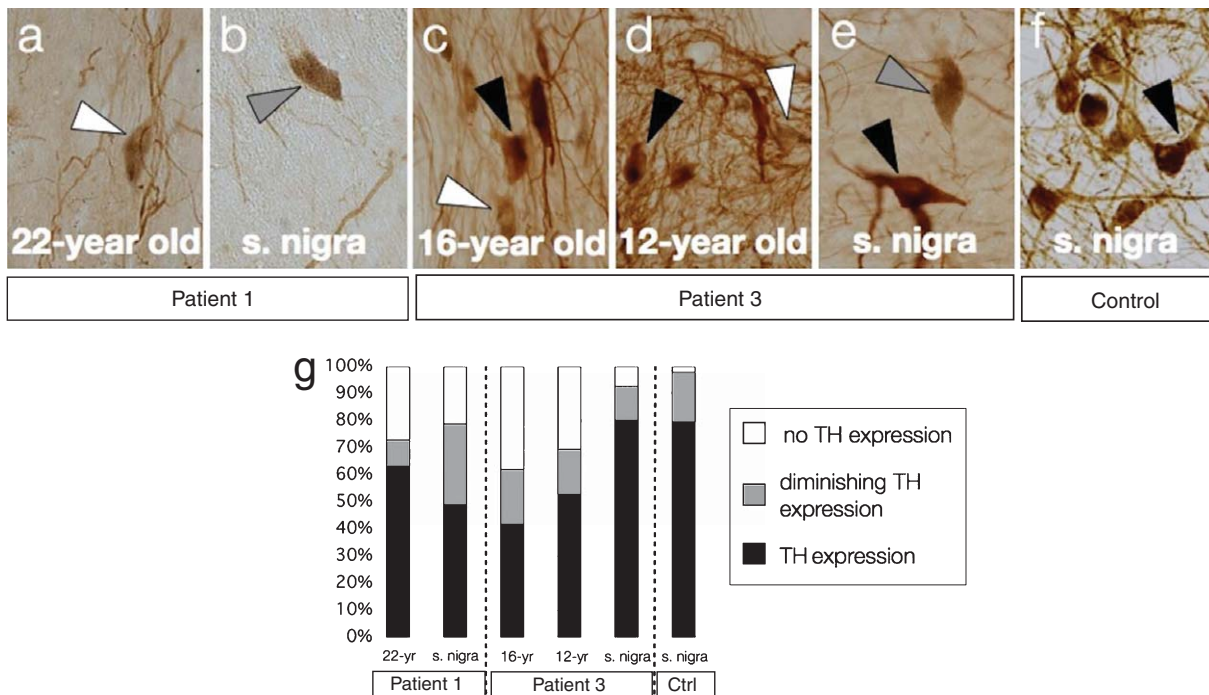 a b c d e f
22-year old s. nigra 16-year old 12-year old s. nigra s. nigra
Patient 1 Patient 3 Control
g
100%
90%
80%
70%
60%
50%
40%
30%
20%
10%
0%
22-yr s. nigra 16-yr 12-yr s. nigra s. nigra
Patient 1 Patient 3 Ctrl
no TH expression
diminishing TH
expression
TH expression